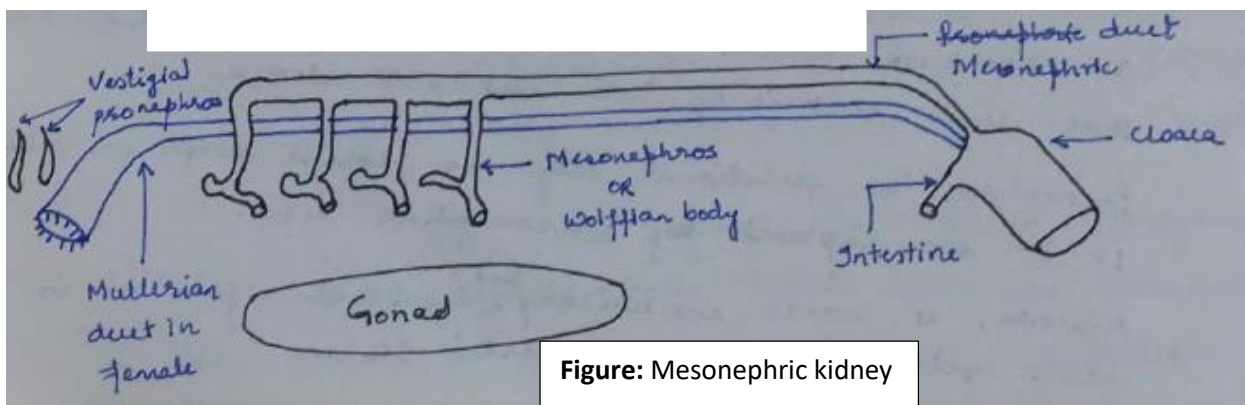 Vestigial
pronephros
Pronephric duct
Mesonephric
Cloaca
Mesonephros
OR
Wolffian body
Intestine
Mullerian
duct in
female
Gonad
Figure: Mesonephric kidney